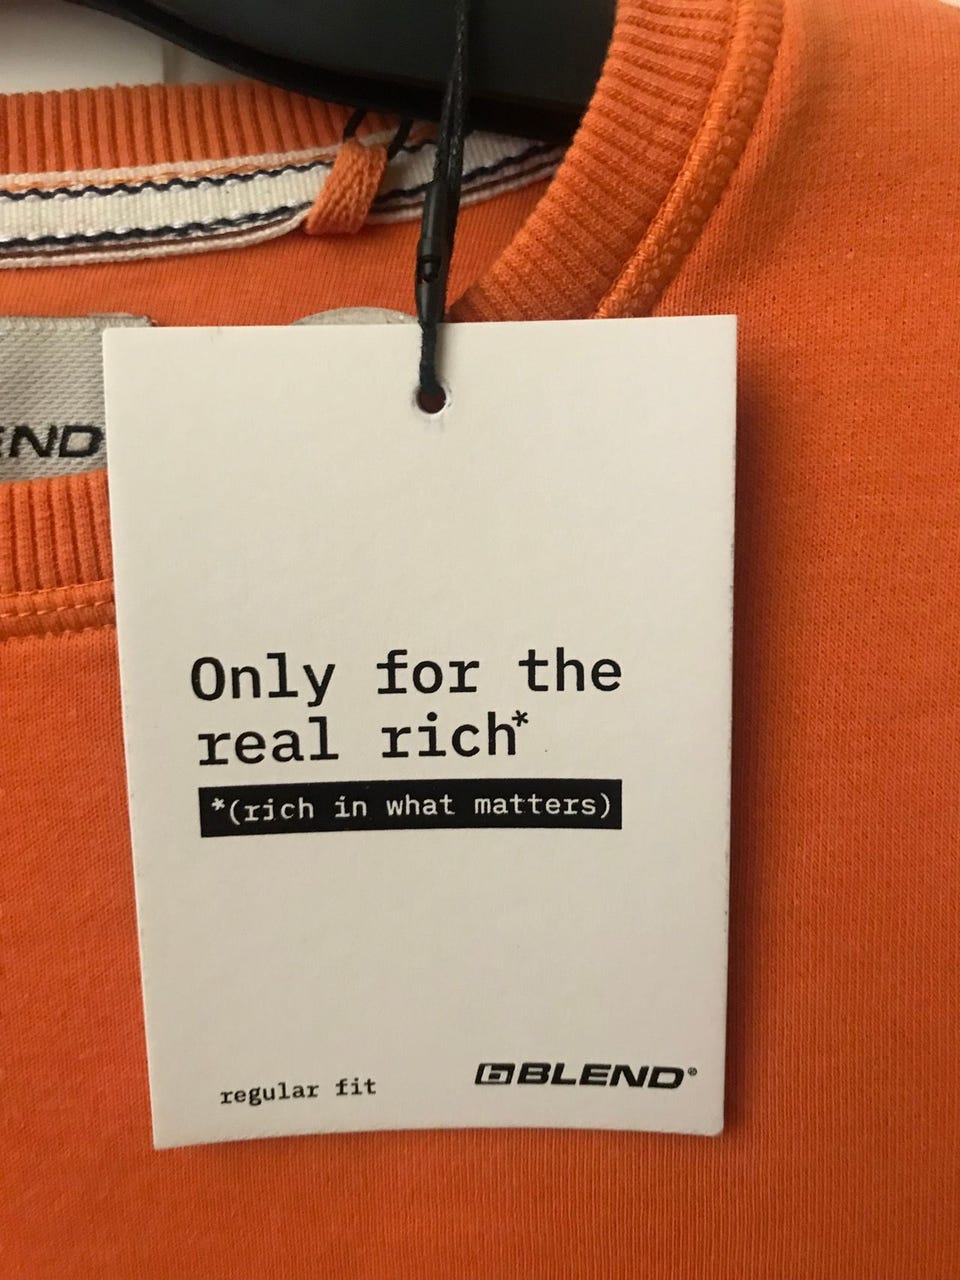 END
Only for the
real rich*
*(rich in what matters)
regular fit
BLEND®